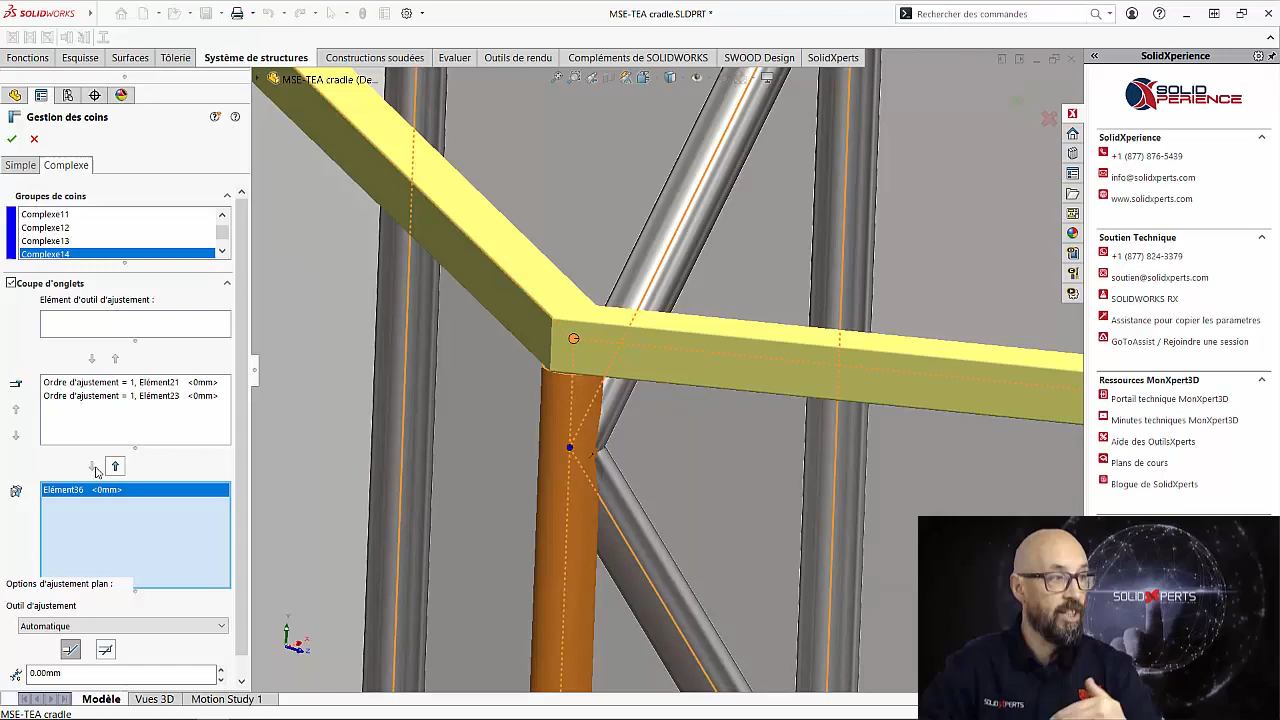 SOLIDWORKS
MSE-TEA cradle.SLDPRT *
Rechercher des commandes
Fonctions
Esquisse
Surfaces
Tôlerie
Système de structures
Constructions soudées
Evaluer
Outils de rendu
Compléments de SOLIDWORKS
SWOOD Design
SolidXperts
SolidXperience
MSE-TEA cradle (De...
Gestion des coins
Simple
Complexe
Groupes de coins
Complexe11
Complexe12
Complexe13
Complexe14
Coupe d'onglets
Elément d'outil d'ajustement :
Ordre d'ajustement = 1, Elément21 <0mm>
Ordre d'ajustement = 1, Elément23 <0mm>
Elément36 <0mm>
Options d'ajustement plan :
Outil d'ajustement
Automatique
0.00mm
Y
X
Z
SOLID
XPERIENCE
SolidXperience
+1 (877) 876-5439
info@solidxperts.com
www.solidxperts.com
Soutien Technique
+1 (877) 824-3379
soutien@solidxperts.com
SOLIDWORKS RX
Assistance pour copier les parametres
GoToAssist / Rejoindre une session
Ressources MonXpert3D
Portail technique MonXpert3D
Minutes techniques MonXpert3D
Aide des OutilsXperts
Plans de cours
Blogue de SolidXperts
SOLIDXPERTS
SOLIDXPERTS
Modèle
Vues 3D
Motion Study 1
MSE-TEA cradle